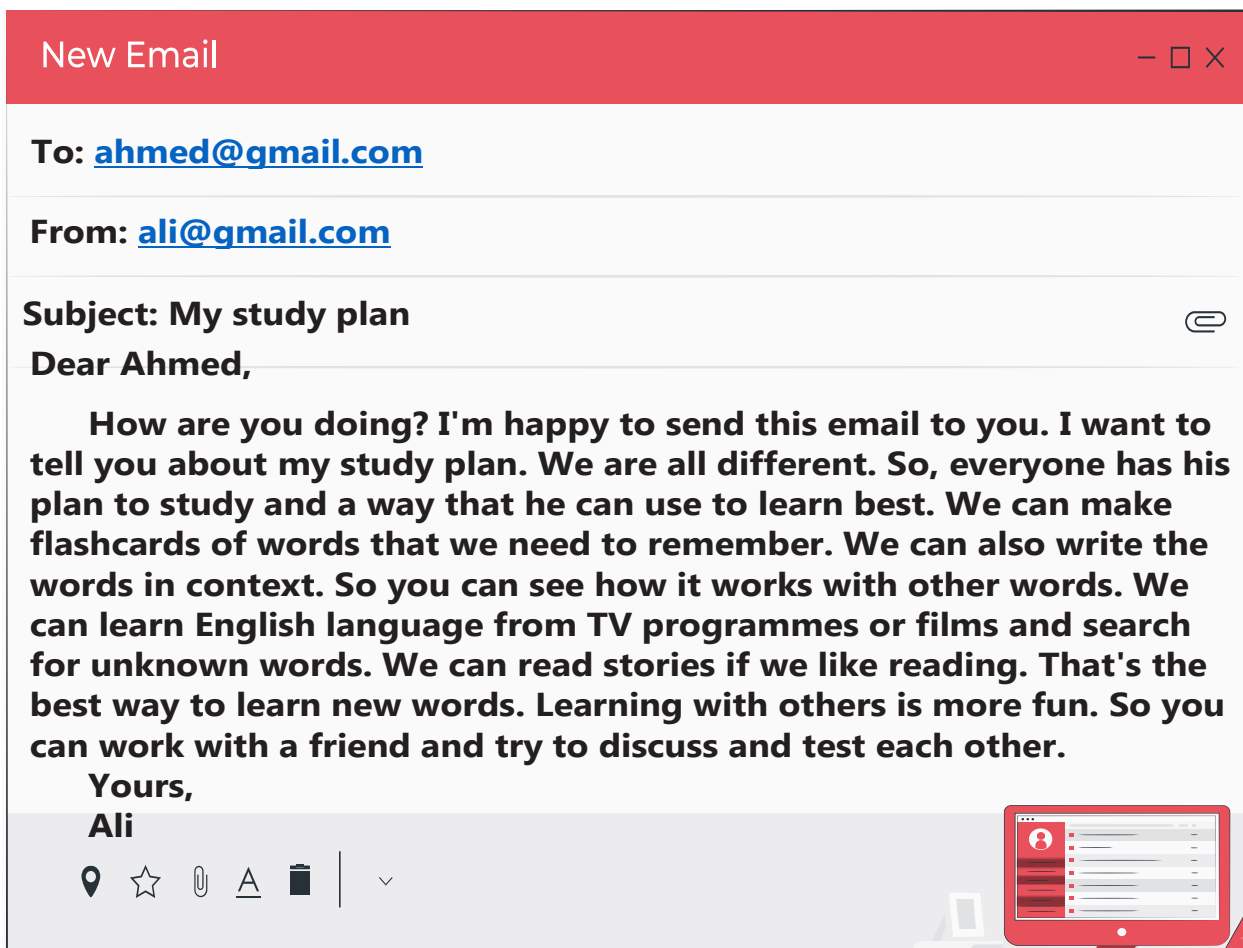 New Email
To: ahmed@gmail.com
From: ali@gmail.com
Subject: My study plan
Dear Ahmed,
How are you doing? I'm happy to send this email to you. I want to
tell you about my study plan. We are all different. So, everyone has his
plan to study and a way that he can use to learn best. We can make
flashcards of words that we need to remember. We can also write the
words in context. So you can see how it works with other words. We
can learn English language from TV programmes or films and search
for unknown words. We can read stories if we like reading. That's the
best way to learn new words. Learning with others is more fun. So you
can work with a friend and try to discuss and test each other.
Yours,
Ali
A